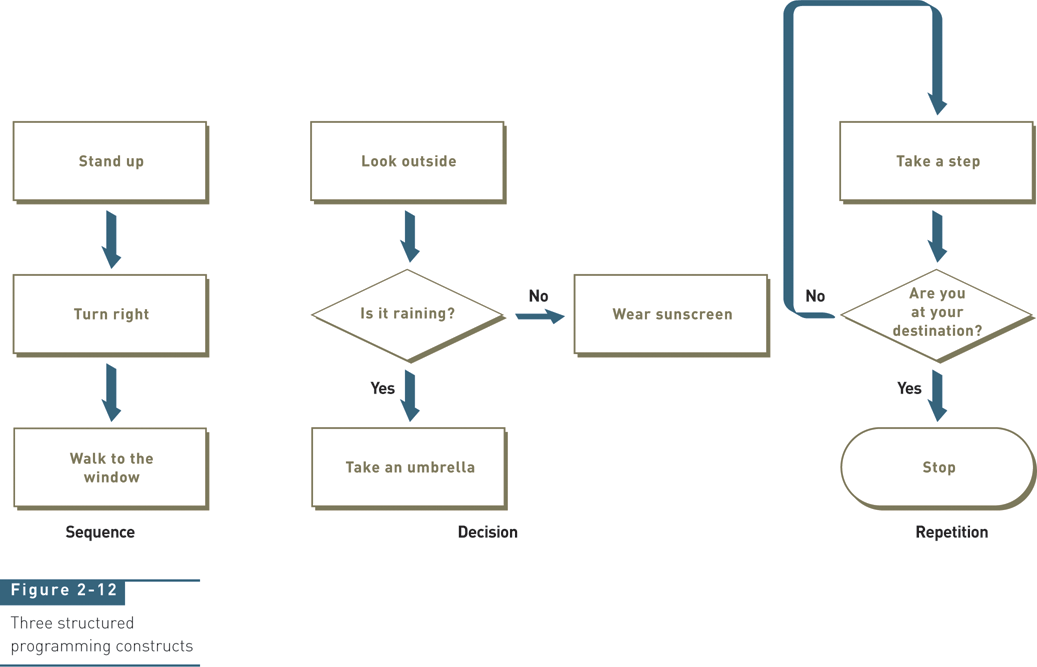 Stand up
Turn right
Walk to the
window
Sequence
Look outside
Is it raining?
No
Wear sunscreen
Yes
Take an umbrella
Decision
Take a step
No
Are you
at your
destination?
Yes
Stop
Repetition
Figure 2-12
Three structured
programming constructs